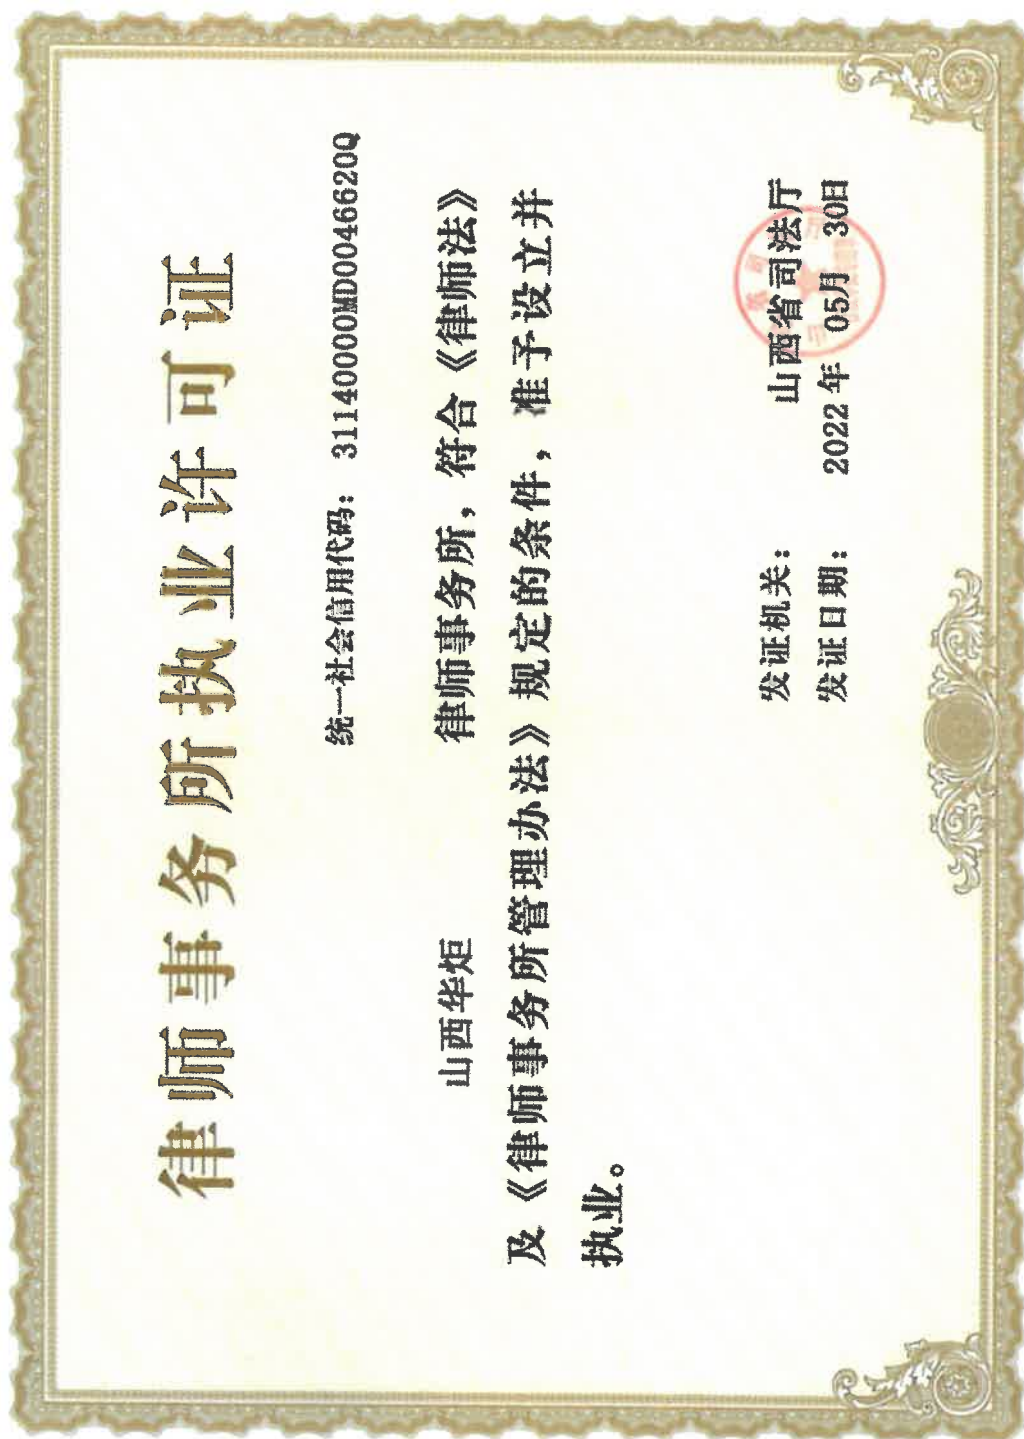 律师事务所执业许可证
统一社会信用代码：31140000MD0046620Q
山西华炬 律师事务所，符合《律师法》
及《律师事务所管理办法》规定的条件，准予设立并
执业。
发证机关： 山西省司法厅
发证日期： 2022年 05月 30日